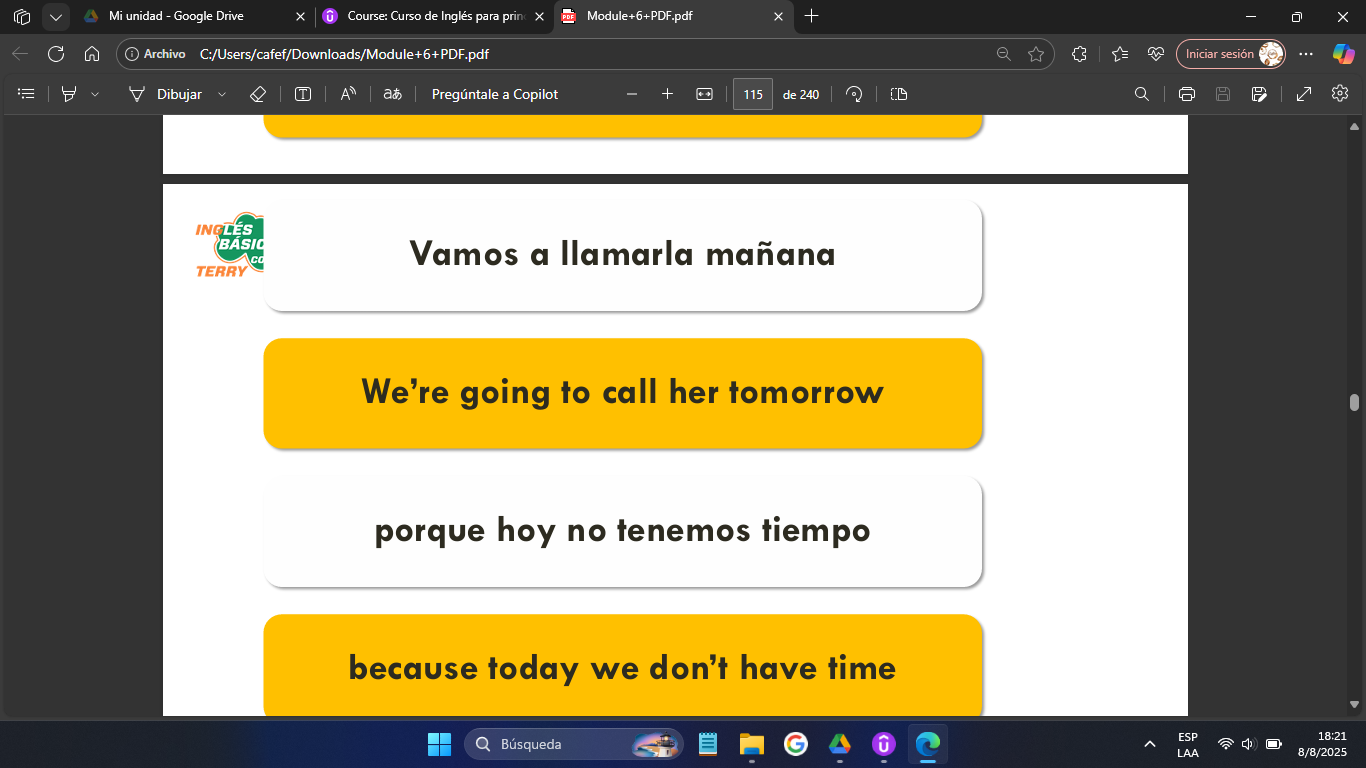 Mi unidad - Google Drive
Course: Curso de Inglés para prin
Module+6+PDF.pdf
Archivo
C:/Users/cafef/Downloads/Module+6+PDF.pdf
Iniciar sesión
Dibujar
Pregúntale a Copilot
115
de 240
INGLÉS
BÁSIC
CO
TERRY
Vamos a llamarla mañana
We're going to call her tomorrow
porque hoy no tenemos tiempo
because today we don't have time
Búsqueda
ESP
LAA
18:21
8/8/2025